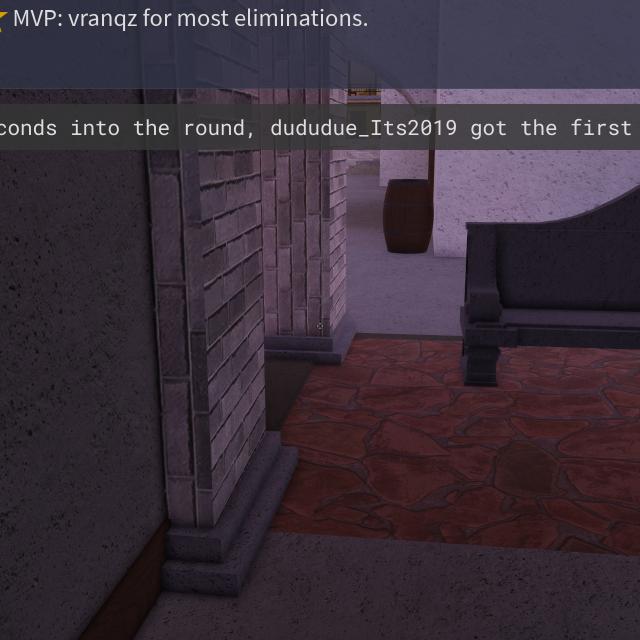 MVP: vranqz for most eliminations.
conds into the round, dududue_Its2019 got the first